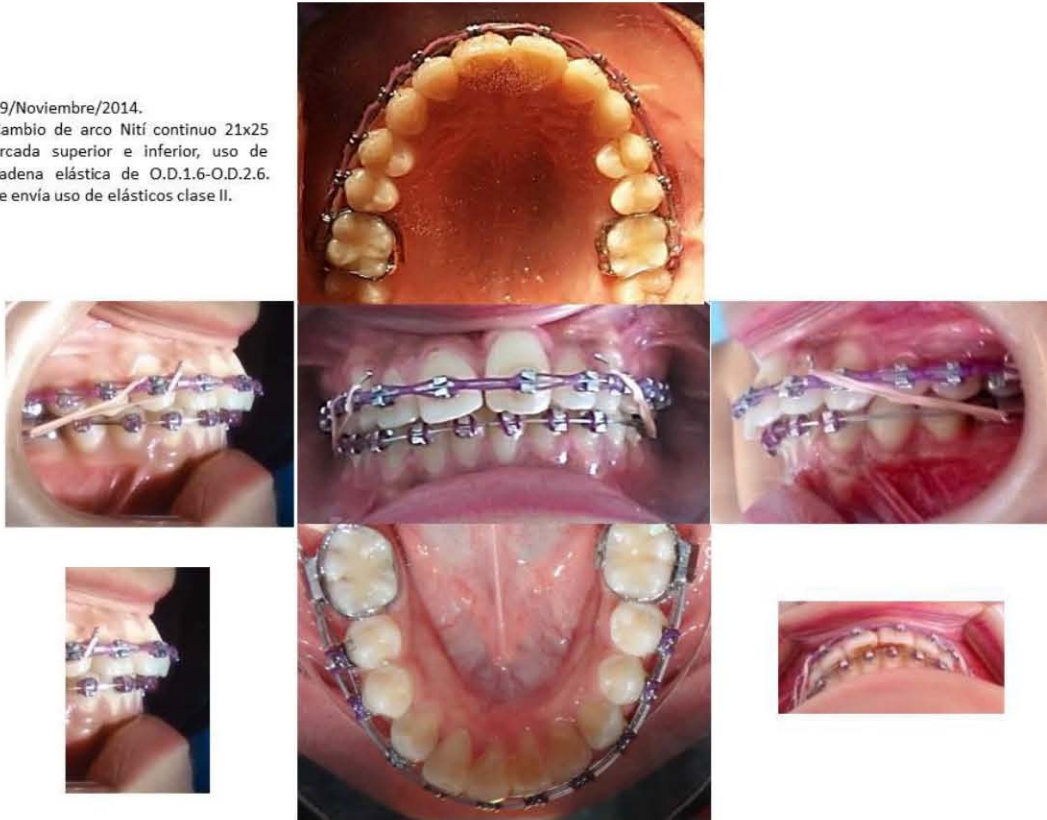 9/Noviembre/2014.
ambio de arco Nití continuo 21x25
rcada superior e inferior, uso de
adena elástica de O.D.1.6-O.D.2.6.
e envía uso de elásticos clase II.